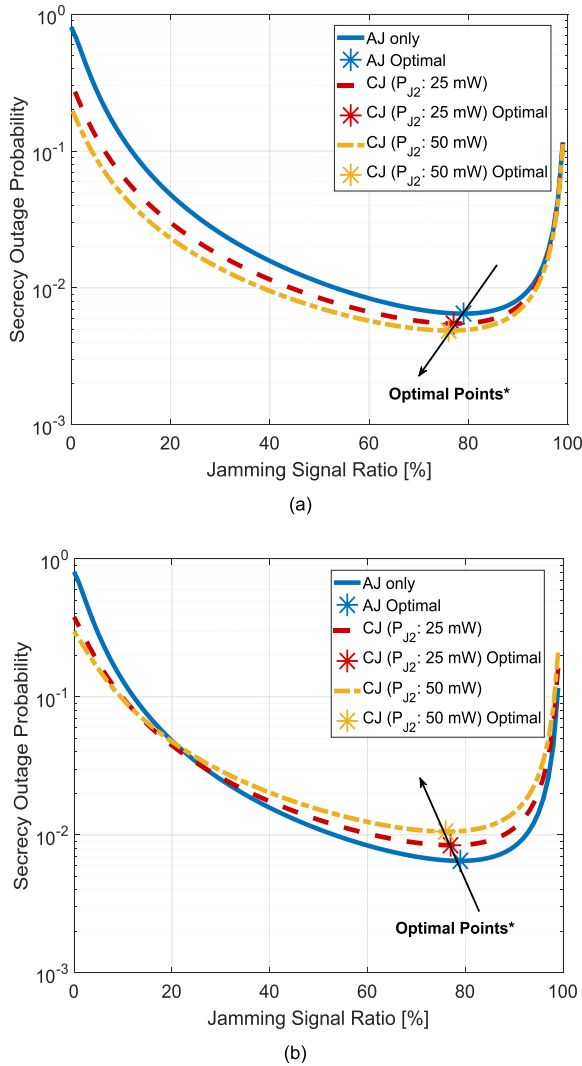 10^0
AJ only
AJ Optimal
CJ (P_J2: 25 mW)
CJ (P_J2: 25 mW) Optimal
CJ (P_J2: 50 mW)
CJ (P_J2: 50 mW) Optimal
10^-1
Secrecy Outage Probability
10^-2
Optimal Points*
10^-3
0 20 40 60 80 100
Jamming Signal Ratio [%]
(a)
10^0
AJ only
AJ Optimal
CJ (P_J2: 25 mW)
CJ (P_J2: 25 mW) Optimal
CJ (P_J2: 50 mW)
CJ (P_J2: 50 mW) Optimal
10^-1
Secrecy Outage Probability
10^-2
Optimal Points*
10^-3
0 20 40 60 80 100
Jamming Signal Ratio [%]
(b)